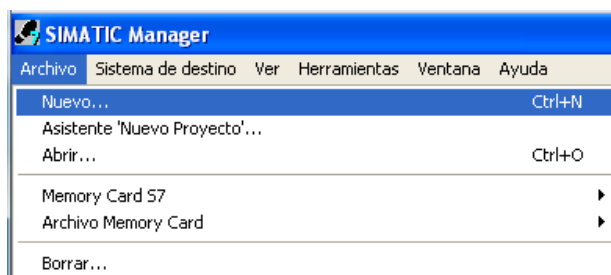 SIMATIC Manager
Archivo Sistema de destino Ver Herramientas Ventana Ayuda
Nuevo... Ctrl+N
Asistente 'Nuevo Proyecto'...
Abrir... Ctrl+O
Memory Card S7
Archivo Memory Card
Borrar...